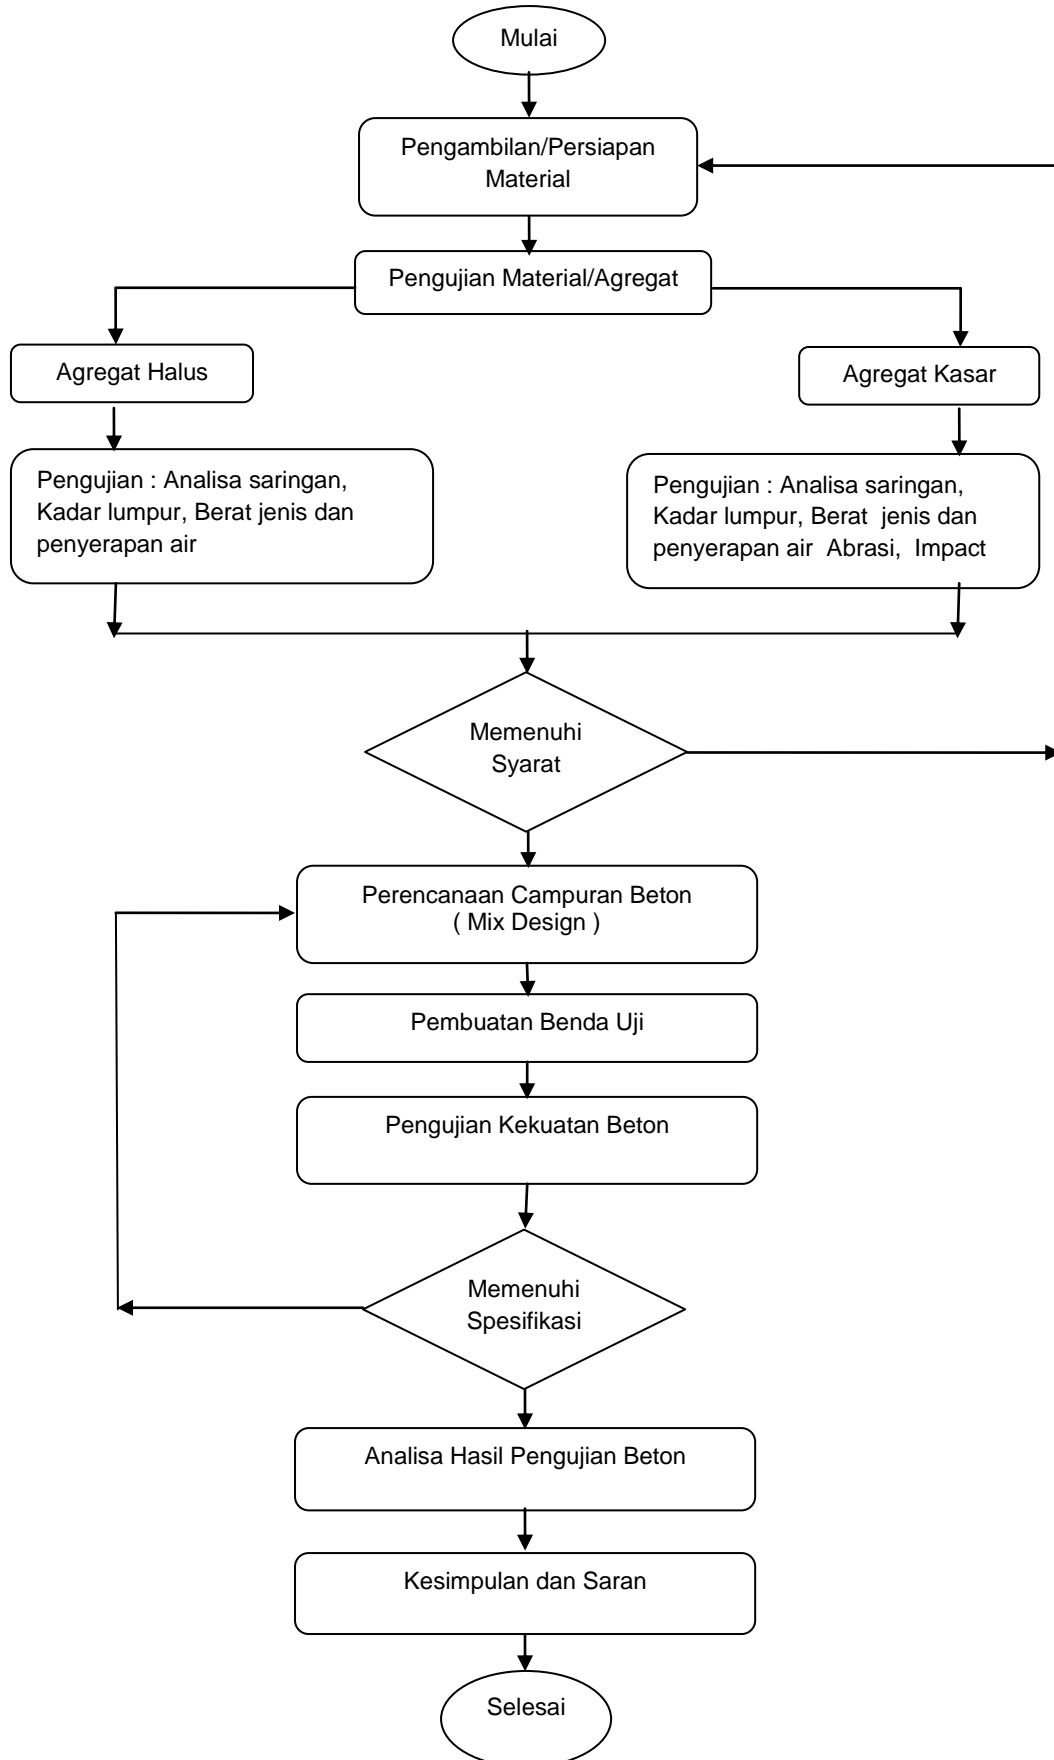 Mulai
Pengambilan/Persiapan
Material
Pengujian Material/Agregat
Agregat Halus
Agregat Kasar
Pengujian : Analisa saringan,
Kadar lumpur, Berat jenis dan
penyerapan air
Pengujian : Analisa saringan,
Kadar lumpur, Berat  jenis dan
penyerapan air  Abrasi,  Impact
Memenuhi
Syarat
Perencanaan Campuran Beton
( Mix Design )
Pembuatan Benda Uji
Pengujian Kekuatan Beton
Memenuhi
Spesifikasi
Analisa Hasil Pengujian Beton
Kesimpulan dan Saran
Selesai